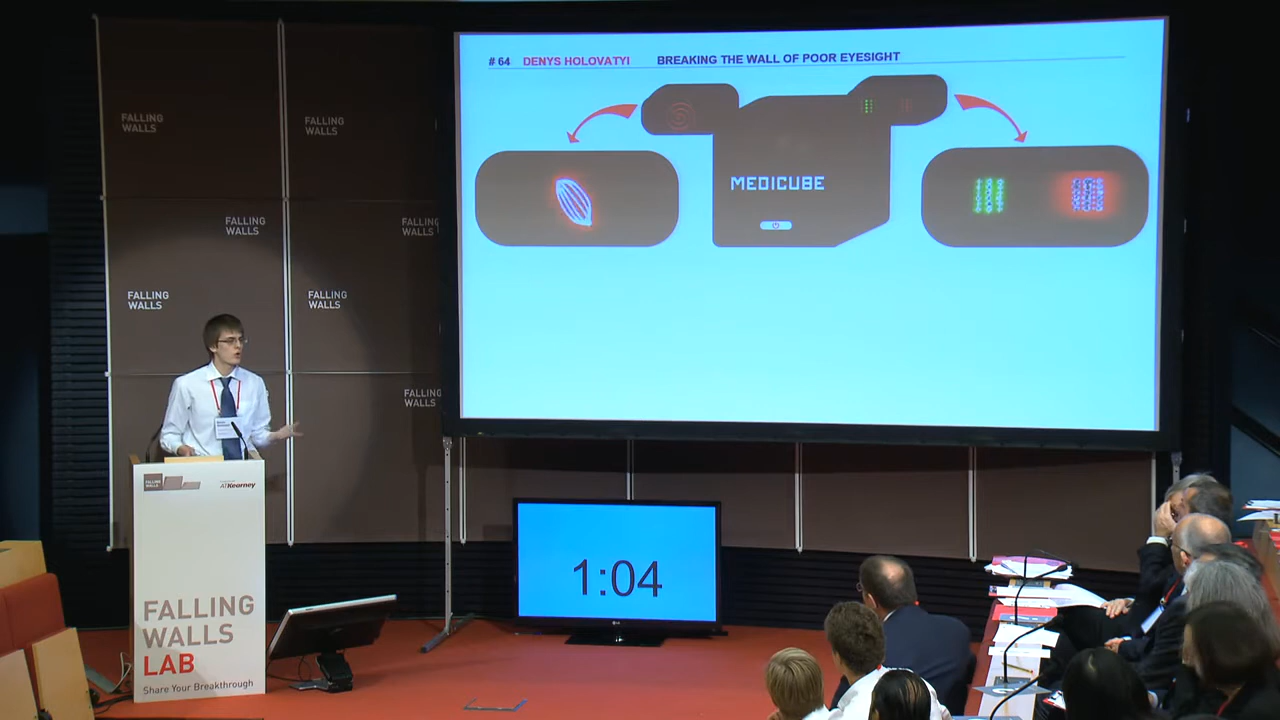 # 64 DENYS HOLOVATYI BREAKING THE WALL OF POOR EYESIGHT
MEDICUBE
FALLING
WALLS
FALLING
WALLS
FALLING
WALLS
FALLING
WALLS
FALLING
WALLS
FALLING
WALLS
FALLING
WALLS
1:04
FALLING
WALLS
ATKearney
FALLING
WALLS
LAB
Share Your Breakthrough